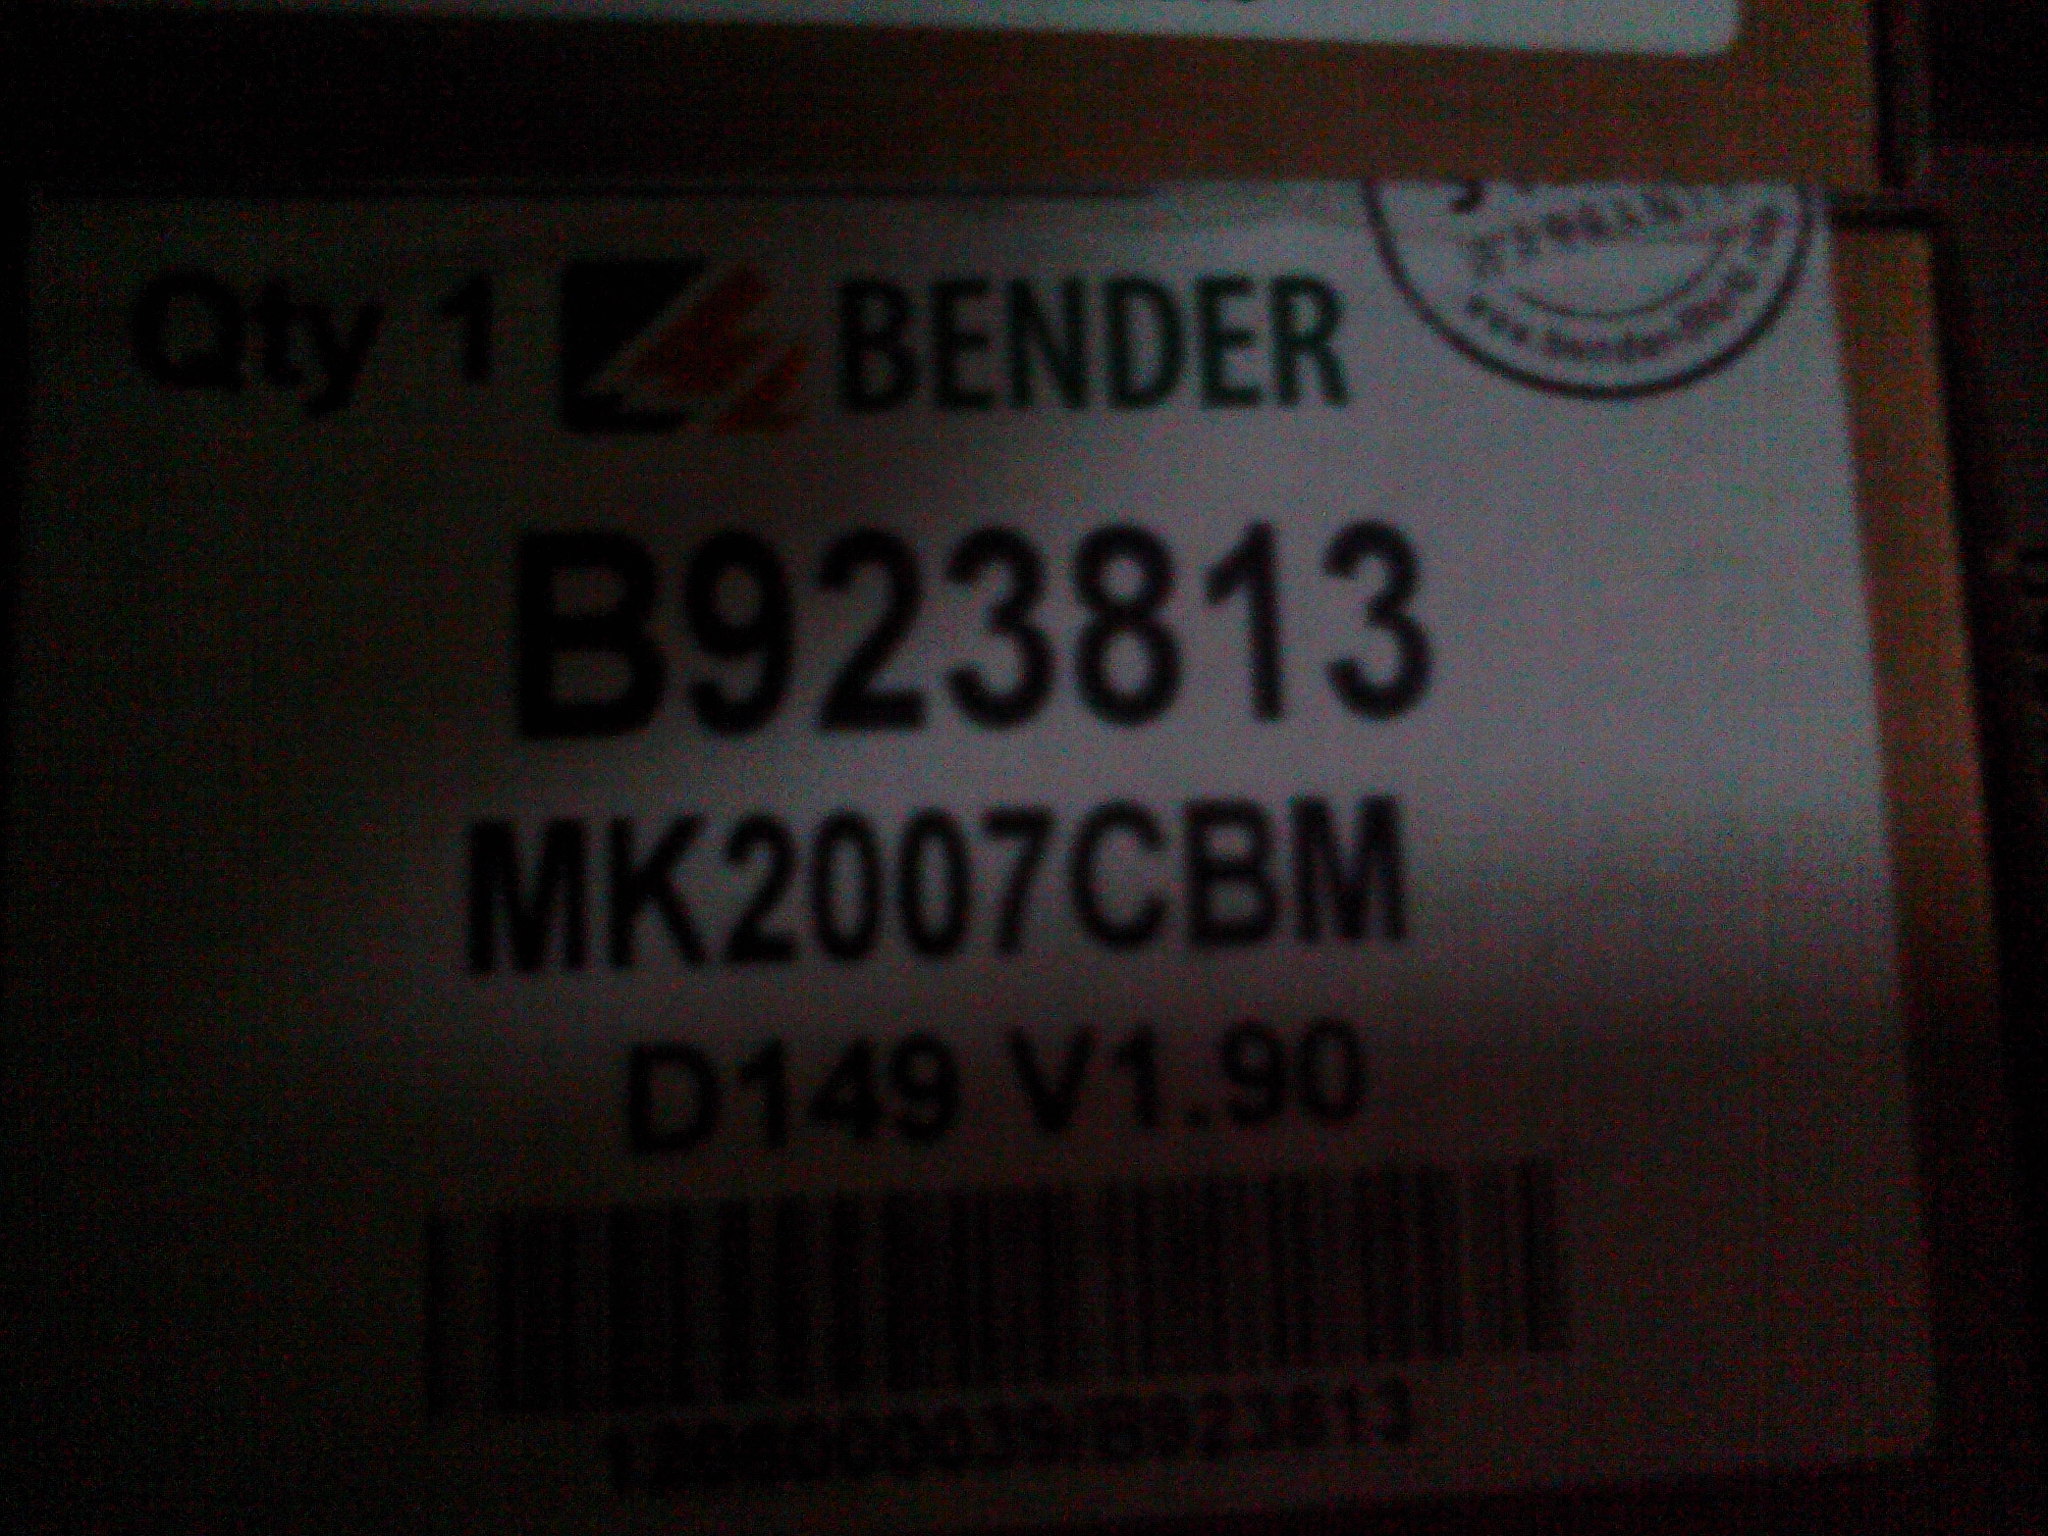 Qty 1 BENDER
B923813
MK2007CBM
D149 V1.90